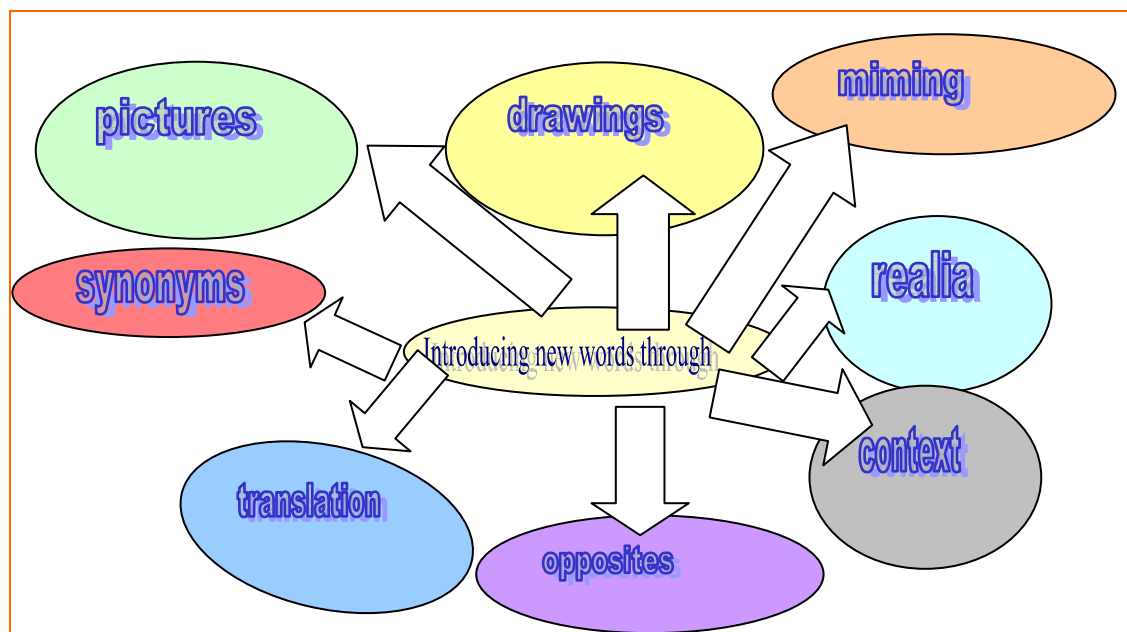 pictures
drawings
miming
synonyms
realia
Introducing new words through
context
translation
opposites